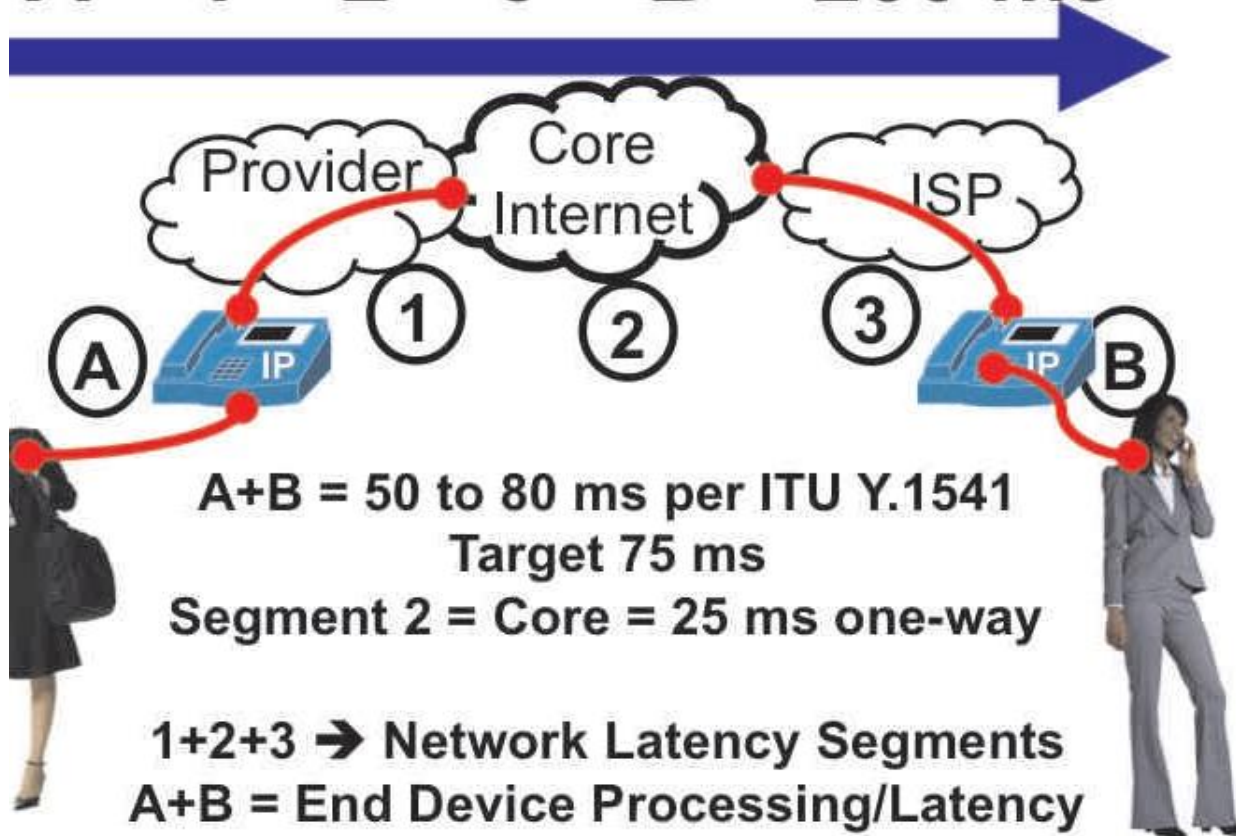 Provider
Core
Internet
ISP
1
2
3
A
IP
IP
B
A+B = 50 to 80 ms per ITU Y.1541
Target 75 ms
Segment 2 = Core = 25 ms one-way
1+2+3 ➔ Network Latency Segments
A+B = End Device Processing/Latency